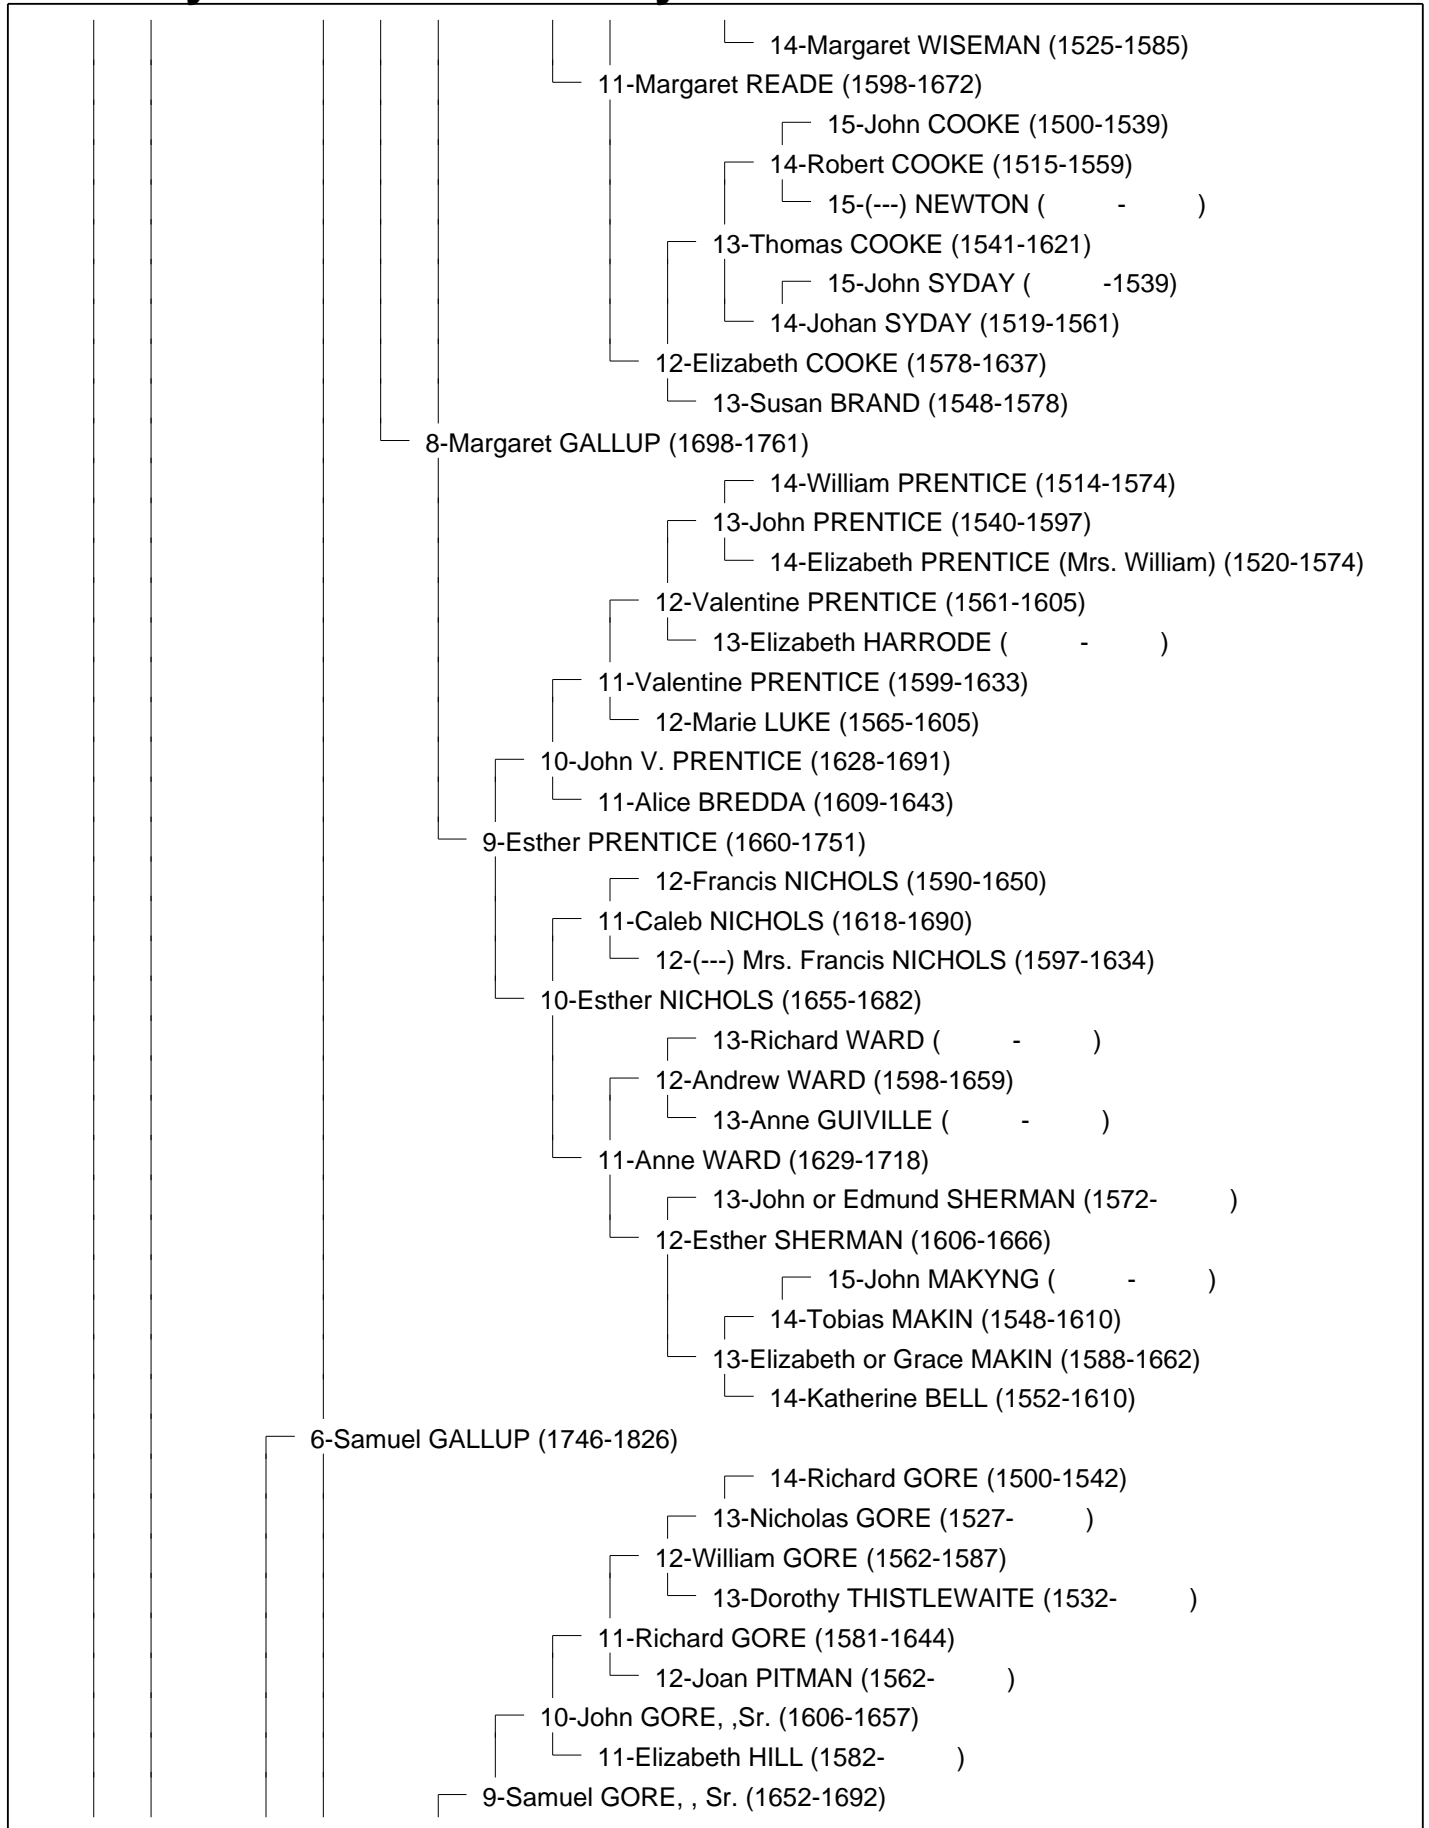 14-Margaret WISEMAN (1525-1585)
11-Margaret READE (1598-1672)
15-John COOKE (1500-1539)
14-Robert COOKE (1515-1559)
15-(---) NEWTON ( - )
13-Thomas COOKE (1541-1621)
15-John SYDAY ( -1539)
14-Johan SYDAY (1519-1561)
12-Elizabeth COOKE (1578-1637)
13-Susan BRAND (1548-1578)
8-Margaret GALLUP (1698-1761)
14-William PRENTICE (1514-1574)
13-John PRENTICE (1540-1597)
14-Elizabeth PRENTICE (Mrs. William) (1520-1574)
12-Valentine PRENTICE (1561-1605)
13-Elizabeth HARRODE ( - )
11-Valentine PRENTICE (1599-1633)
12-Marie LUKE (1565-1605)
10-John V. PRENTICE (1628-1691)
11-Alice BREDDA (1609-1643)
9-Esther PRENTICE (1660-1751)
12-Francis NICHOLS (1590-1650)
11-Caleb NICHOLS (1618-1690)
12-(---) Mrs. Francis NICHOLS (1597-1634)
10-Esther NICHOLS (1655-1682)
13-Richard WARD ( - )
12-Andrew WARD (1598-1659)
13-Anne GUIVILLE ( - )
11-Anne WARD (1629-1718)
13-John or Edmund SHERMAN (1572- )
12-Esther SHERMAN (1606-1666)
15-John MAKYNG ( - )
14-Tobias MAKIN (1548-1610)
13-Elizabeth or Grace MAKIN (1588-1662)
14-Katherine BELL (1552-1610)
6-Samuel GALLUP (1746-1826)
14-Richard GORE (1500-1542)
13-Nicholas GORE (1527- )
12-William GORE (1562-1587)
13-Dorothy THISTLEWAITE (1532- )
11-Richard GORE (1581-1644)
12-Joan PITMAN (1562- )
10-John GORE, ,Sr. (1606-1657)
11-Elizabeth HILL (1582- )
9-Samuel GORE, , Sr. (1652-1692)